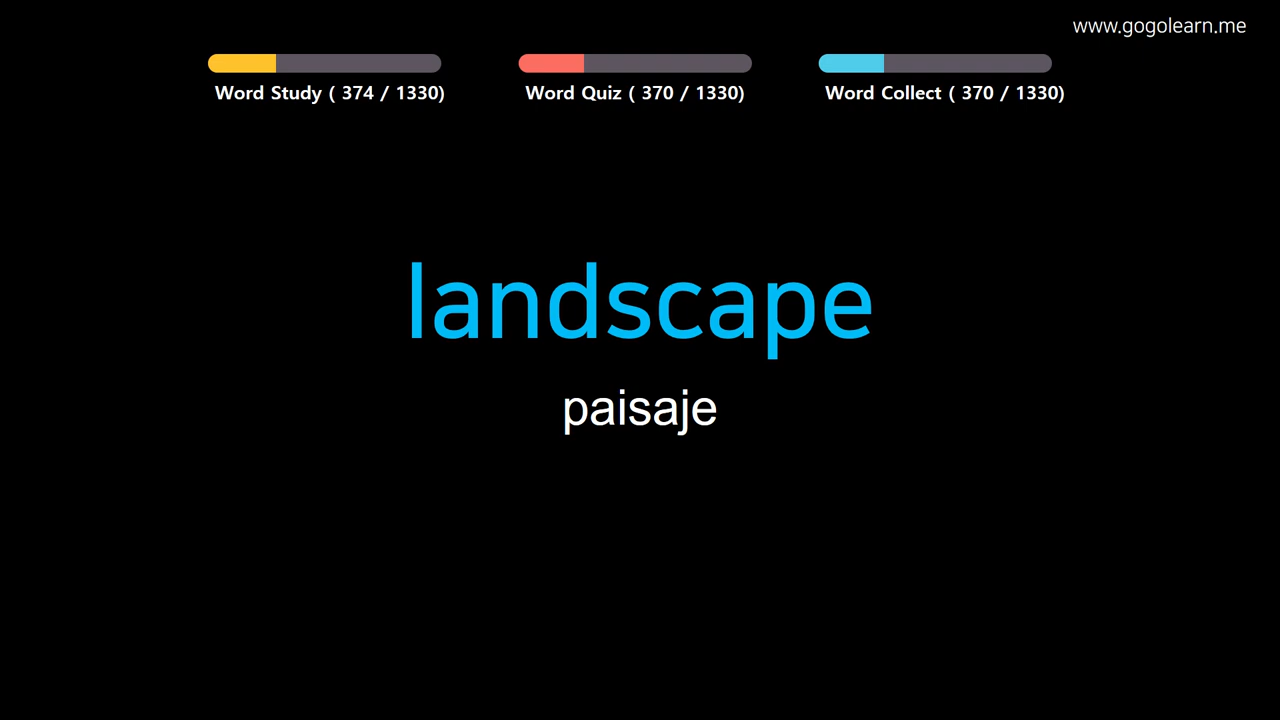 www.gogolearn.me
Word Study ( 374 / 1330)
Word Quiz ( 370 / 1330)
Word Collect ( 370 / 1330)
landscape
paisaje